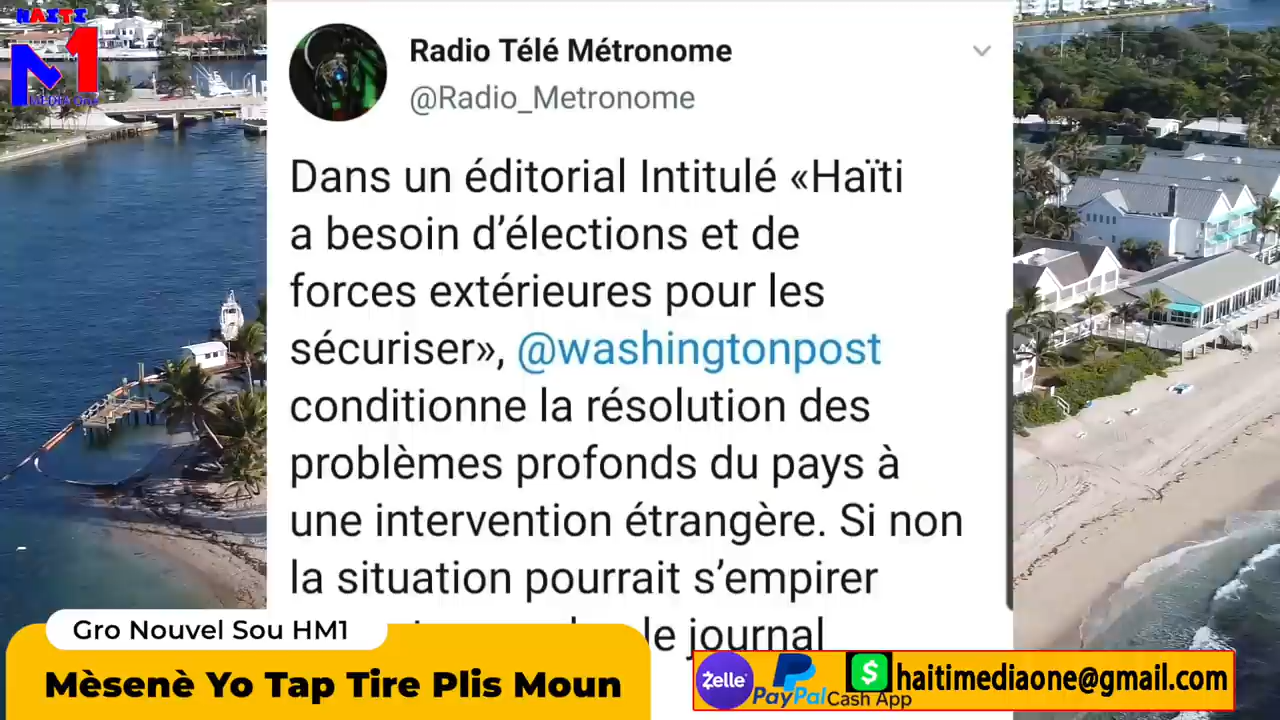 HAITI
M1
MEDIA One
Radio Télé Métronome
@Radio_Metronome
Dans un éditorial Intitulé «Haïti
a besoin d’élections et de
forces extérieures pour les
sécuriser», @washingtonpost
conditionne la résolution des
problèmes profonds du pays à
une intervention étrangère. Si non
la situation pourrait s’empirer
le journal
Gro Nouvel Sou HM1
Mèsenè Yo Tap Tire Plis Moun
Zelle
PayPal
$
Cash App
haitimediaone@gmail.com